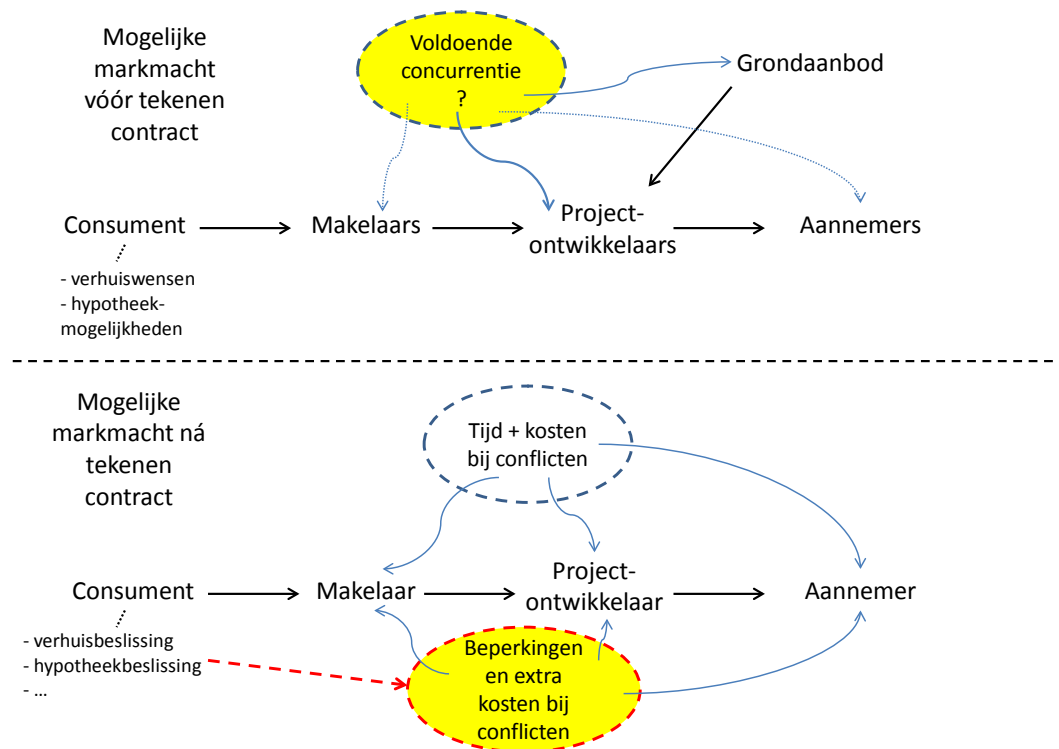 Mogelijke
markmacht
vóór tekenen
contract
Voldoende
concurrentie
?
Grondaanbod
Consument
Makelaars
Project-
ontwikkelaars
Aannemers
- verhuiswensen
- hypotheek-
mogelijkheden
Mogelijke
markmacht ná
tekenen
contract
Tijd + kosten
bij conflicten
Consument
Makelaar
Project-
ontwikkelaar
Aannemer
- verhuisbeslissing
- hypotheekbeslissing
- ...
Beperkingen
en extra
kosten bij
conflicten